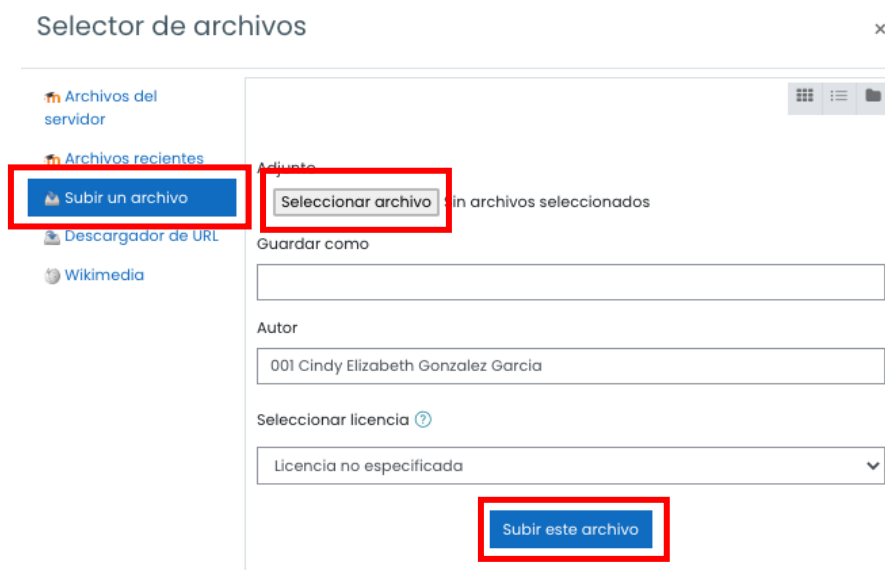 Selector de archivos
×
Archivos del
servidor
Archivos recientes
Subir un archivo
Descargador de URL
Wikimedia
Adjunto
Seleccionar archivo Sin archivos seleccionados
Guardar como
Autor
001 Cindy Elizabeth Gonzalez Garcia
Seleccionar licencia ?
Licencia no especificada
Subir este archivo